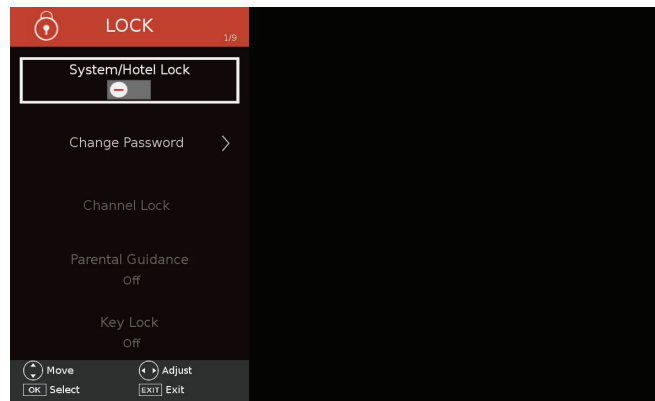 LOCK
1/9
System/Hotel Lock
Change Password
Channel Lock
Parental Guidance
Off
Key Lock
Off
Move Adjust
OK Select EXIT Exit